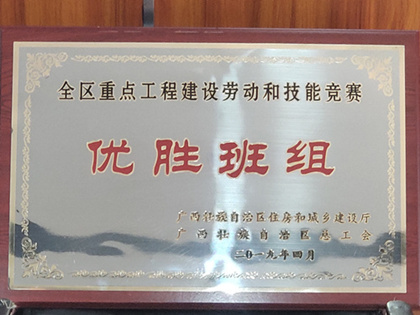 全区重点工程建设劳动和技能竞赛
优胜班组
广西壮族自治区住房和城乡建设厅
广西壮族自治区总工会
二〇一九年四月